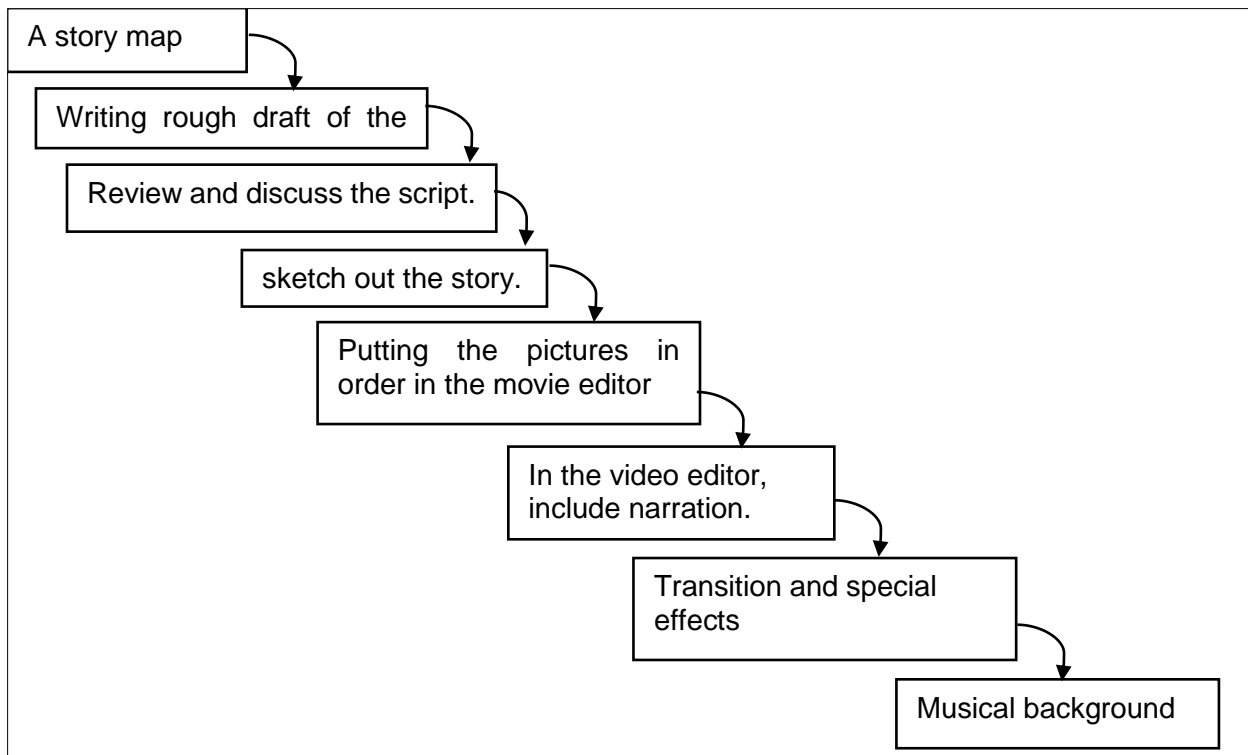 A story map
Writing rough draft of the
Review and discuss the script.
sketch out the story.
Putting the pictures in
order in the movie editor
In the video editor,
include narration.
Transition and special
effects
Musical background